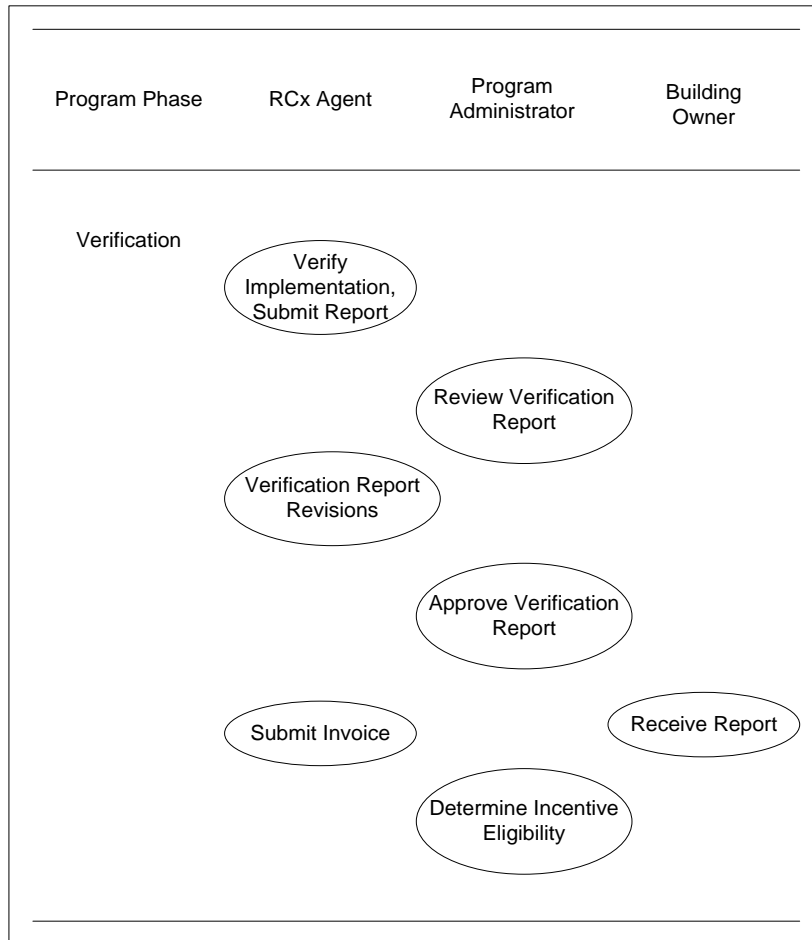 Program Phase
RCx Agent
Program
Administrator
Building
Owner
Verification
Verify
Implementation,
Submit Report
Review Verification
Report
Verification Report
Revisions
Approve Verification
Report
Submit Invoice
Receive Report
Determine Incentive
Eligibility